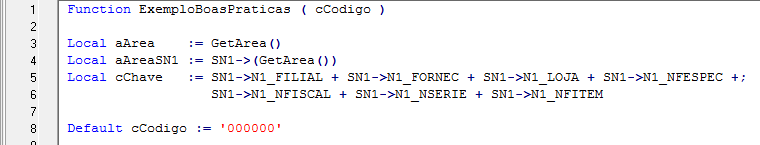 1 Function ExemploBoasPraticas ( cCodigo )
2
3 Local aArea    := GetArea()
4 Local aAreaSN1 := SN1->(GetArea())
5 Local cChave   := SN1->N1_FILIAL + SN1->N1_FORNEC + SN1->N1_LOJA + SN1->N1_NFESPEC +;
6                   SN1->N1_NFISCAL + SN1->N1_NSERIE + SN1->N1_NFITEM
7
8 Default cCodigo := '000000'